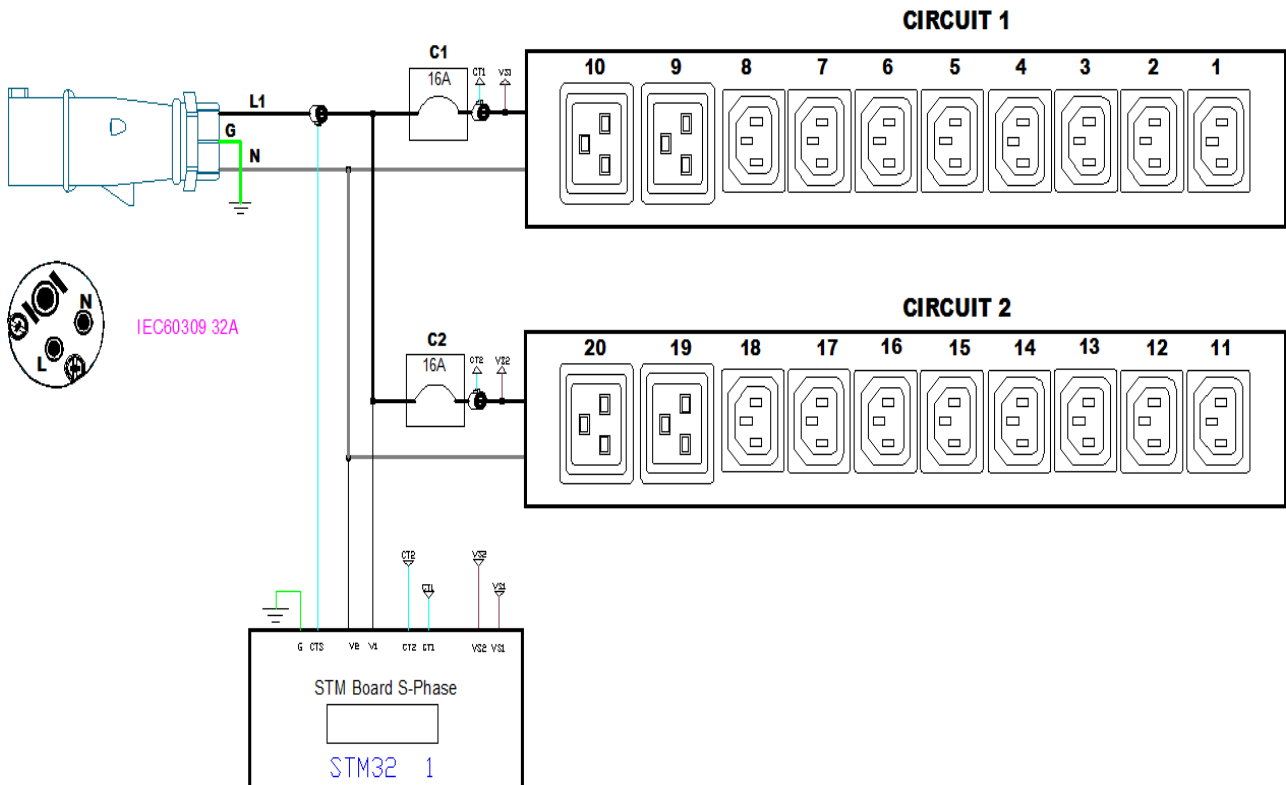 CIRCUIT 1
C1
16A
CT1
VS1
10 9 8 7 6 5 4 3 2 1
L1
G
N
IEC60309 32A
N
L
CIRCUIT 2
C2
16A
CT2
VS2
20 19 18 17 16 15 14 13 12 11
CT2
CT1
VS2
VS1
G CTS V2 V1 CT2 CT1 VS2 VS1
STM Board S-Phase
STM32 1